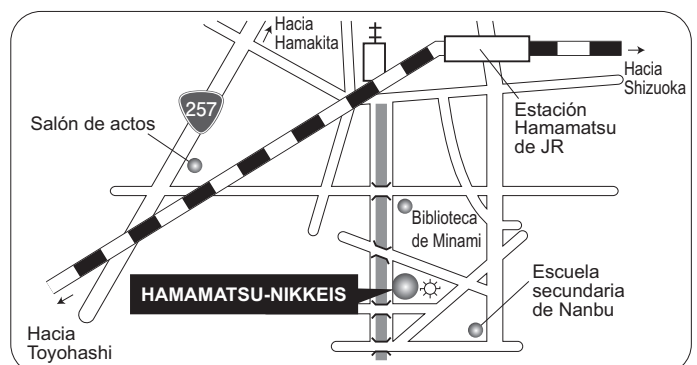 Hacia
Hamakita
257
Salón de actos
Hacia
Shizuoka
Estación
Hamamatsu
de JR
Biblioteca
de Minami
HAMAMATSU-NIKKEIS
Escuela
secundaria
de Nanbu
Hacia
Toyohashi